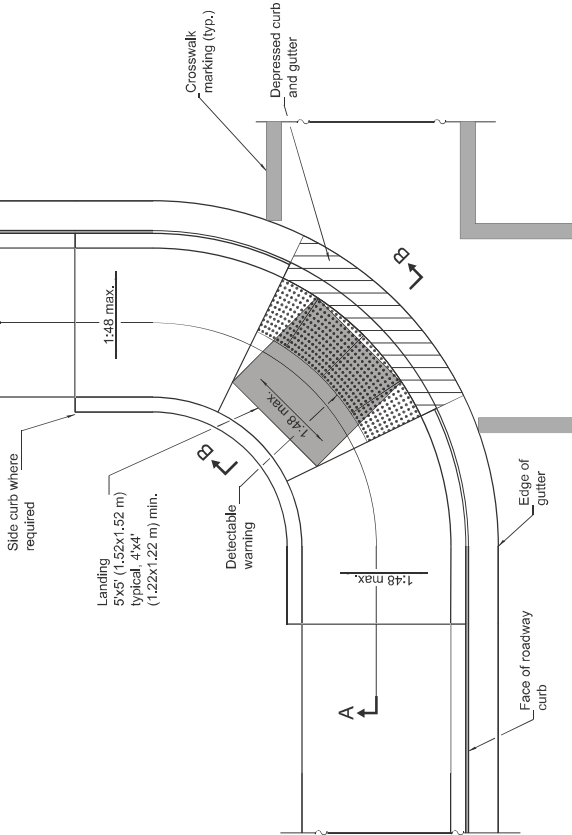 Crosswalk
marking (typ.)
Depressed curb
and gutter
1:48 max.
B
1:48 max.
Side curb where
required
B
Landing
5'x5' (1.52x1.52 m)
typical, 4'x4'
(1.22x1.22 m) min.
Detectable
warning
1:48 max.
Edge of
gutter
A
Face of roadway
curb